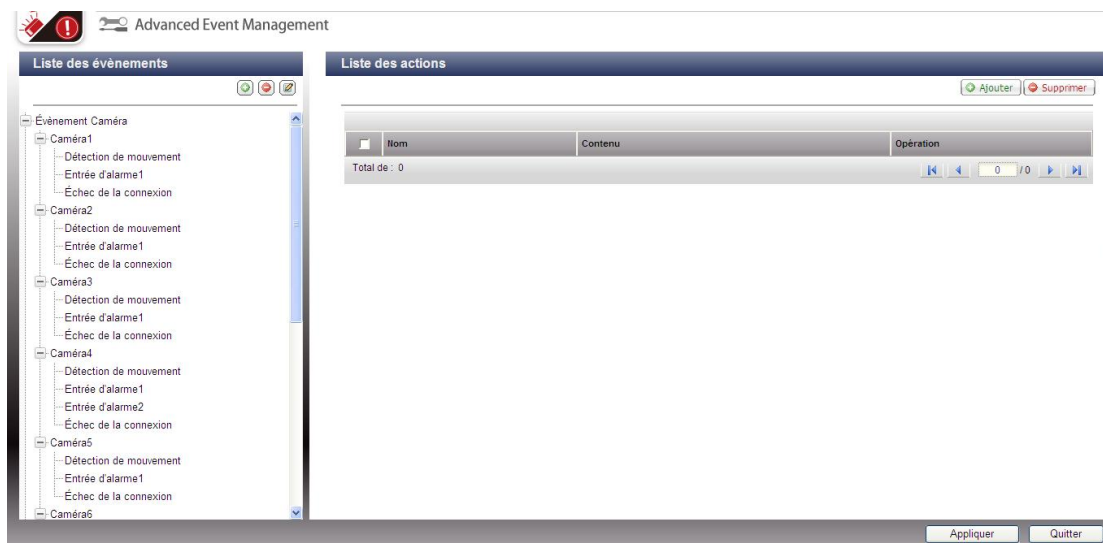 Advanced Event Management
Liste des évènements
Évènement Caméra
Caméra1
Détection de mouvement
Entrée d'alarme1
Échec de la connexion
Caméra2
Détection de mouvement
Entrée d'alarme1
Échec de la connexion
Caméra3
Détection de mouvement
Entrée d'alarme1
Échec de la connexion
Caméra4
Détection de mouvement
Entrée d'alarme1
Entrée d'alarme2
Échec de la connexion
Caméra5
Détection de mouvement
Entrée d'alarme1
Échec de la connexion
Caméra6
Liste des actions
Ajouter Supprimer
Nom Contenu Opération
Total de : 0 0 / 0
Appliquer Quitter